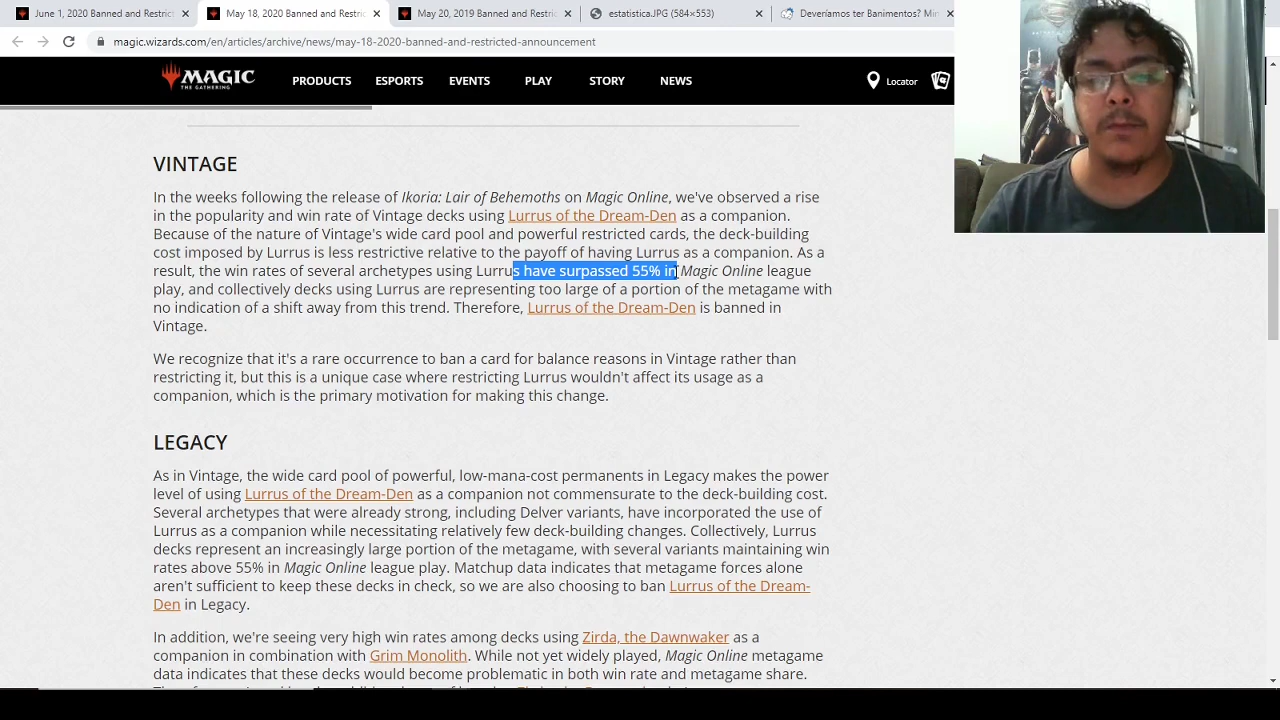 June 1, 2020 Banned and Restrict
May 18, 2020 Banned and Restric
May 20, 2019 Banned and Restric
estatisticasPG (584×553)
Deveríamos ter Banimentos? Min
magic.wizards.com/en/articles/archive/news/may-18-2020-banned-and-restricted-announcement
MAGIC
THE GATHERING
PRODUCTS
ESPORTS
EVENTS
PLAY
STORY
NEWS
Locator
VINTAGE
In the weeks following the release of Ikoria: Lair of Behemoths on Magic Online, we've observed a rise
in the popularity and win rate of Vintage decks using Lurrus of the Dream-Den as a companion.
Because of the nature of Vintage's wide card pool and powerful restricted cards, the deck-building
cost imposed by Lurrus is less restrictive relative to the payoff of having Lurrus as a companion. As a
result, the win rates of several archetypes using Lurrus have surpassed 55% in Magic Online league
play, and collectively decks using Lurrus are representing too large of a portion of the metagame with
no indication of a shift away from this trend. Therefore, Lurrus of the Dream-Den is banned in
Vintage.
We recognize that it's a rare occurrence to ban a card for balance reasons in Vintage rather than
restricting it, but this is a unique case where restricting Lurrus wouldn't affect its usage as a
companion, which is the primary motivation for making this change.
LEGACY
As in Vintage, the wide card pool of powerful, low-mana-cost permanents in Legacy makes the power
level of using Lurrus of the Dream-Den as a companion not commensurate to the deck-building cost.
Several archetypes that were already strong, including Delver variants, have incorporated the use of
Lurrus as a companion while necessitating relatively few deck-building changes. Collectively, Lurrus
decks represent an increasingly large portion of the metagame, with several variants maintaining win
rates above 55% in Magic Online league play. Matchup data indicates that metagame forces alone
aren't sufficient to keep these decks in check, so we are also choosing to ban Lurrus of the Dream-
Den in Legacy.
In addition, we're seeing very high win rates among decks using Zirda, the Dawnwaker as a
companion in combination with Grim Monolith. While not yet widely played, Magic Online metagame
data indicates that these decks would become problematic in both win rate and metagame share.